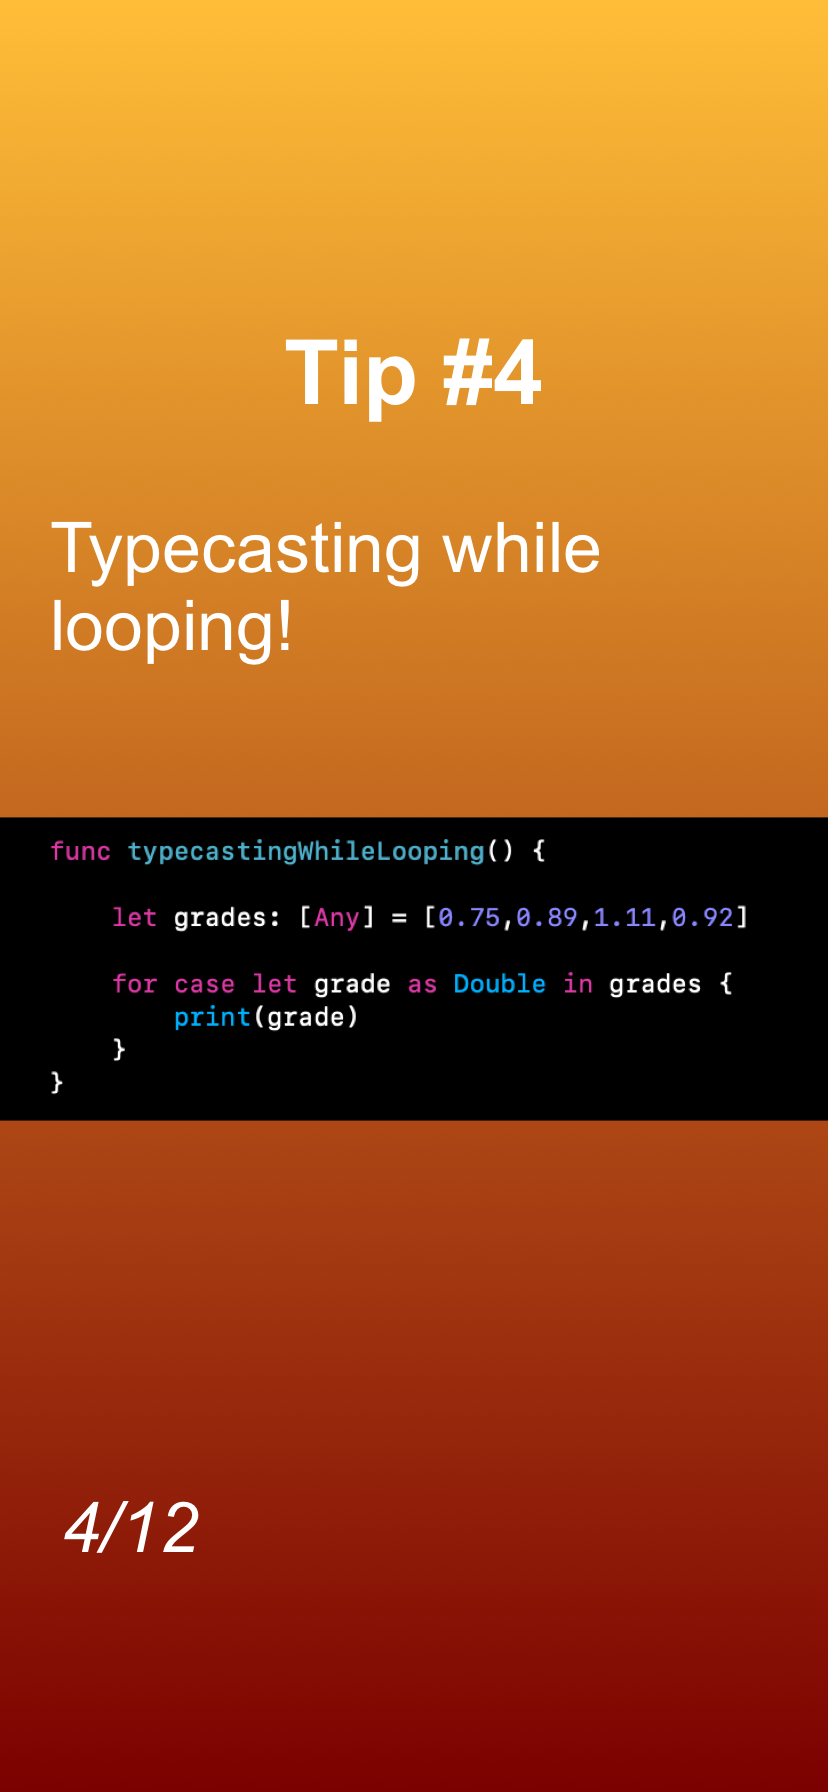 Tip #4
Typecasting while
looping!
func typecastingWhileLooping() {
let grades: [Any] = [0.75,0.89,1.11,0.92]
for case let grade as Double in grades {
print(grade)
}
}
4/12